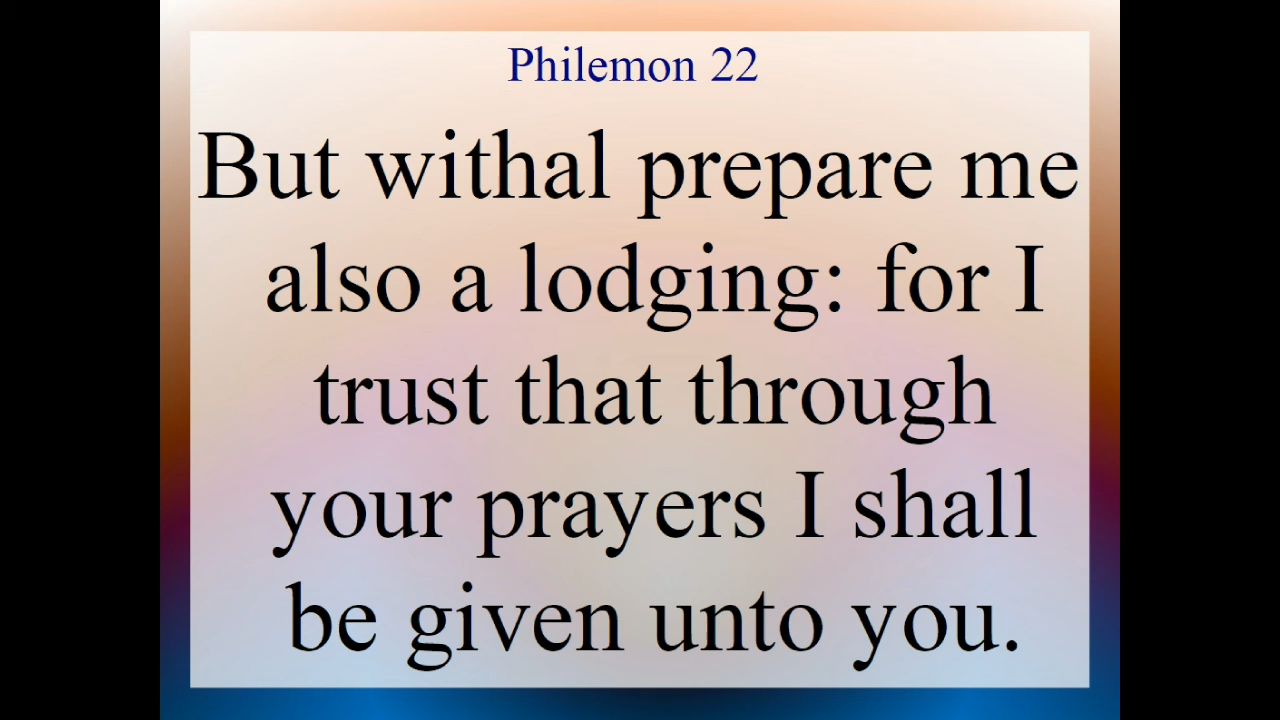 Philemon 22
But withal prepare me
also a lodging: for I
trust that through
your prayers I shall
be given unto you.